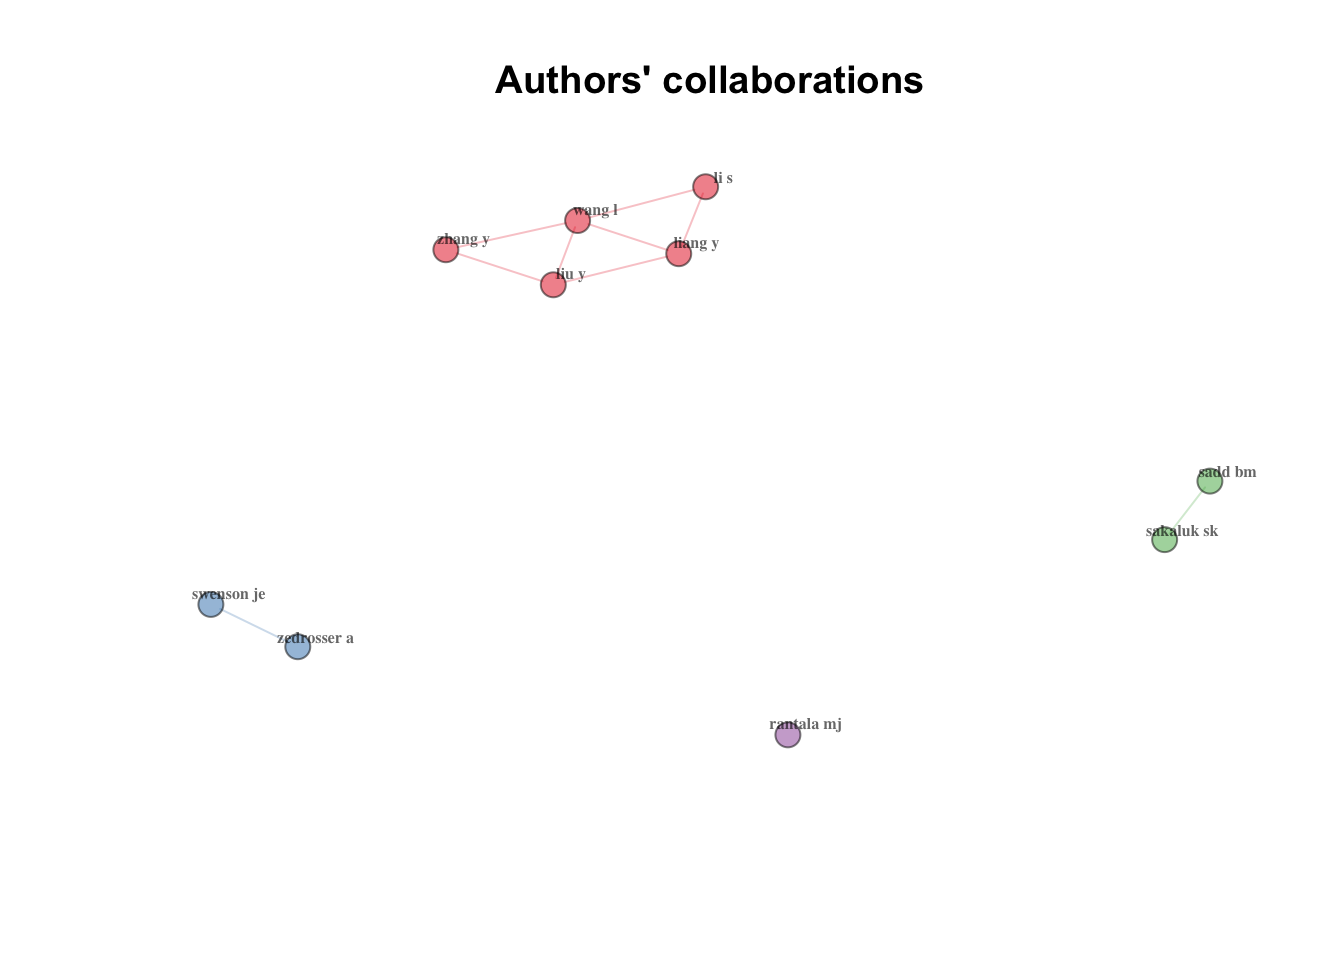 Authors' collaborations
li s
wang l
zhang y
liang y
liu y
sadd bm
sakaluk sk
swenson je
zedrosser a
rantala mj